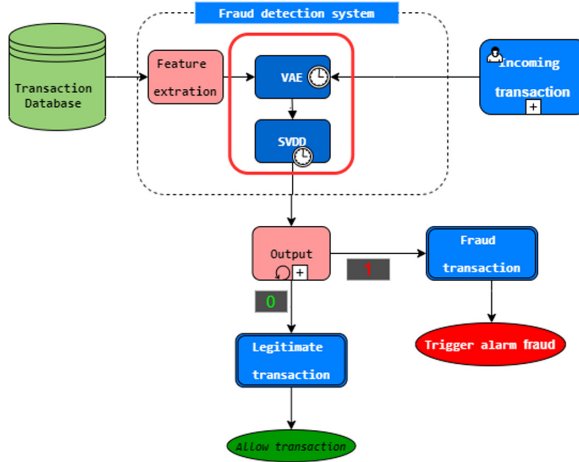 Fraud detection system
Transaction
Database
Feature
extration
VAE
SVDD
Incoming
transaction
Output
1
0
Fraud
transaction
Trigger alarm fraud
Legitimate
transaction
Allow transaction